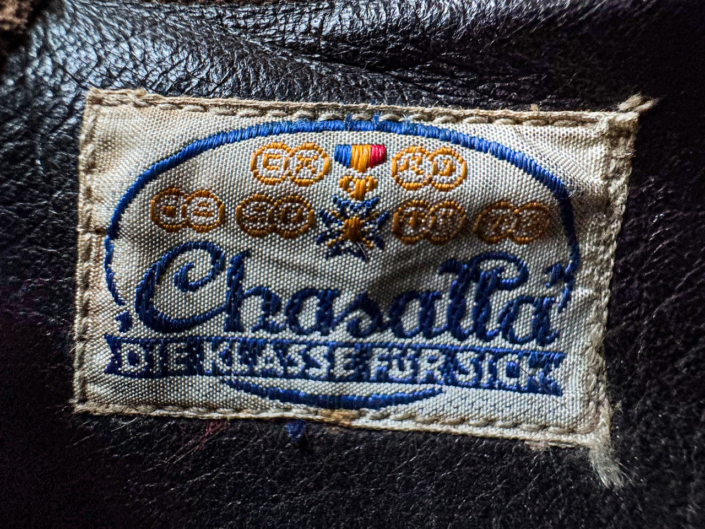 „Chasalla“
DIE KLASSE FÜR SICH